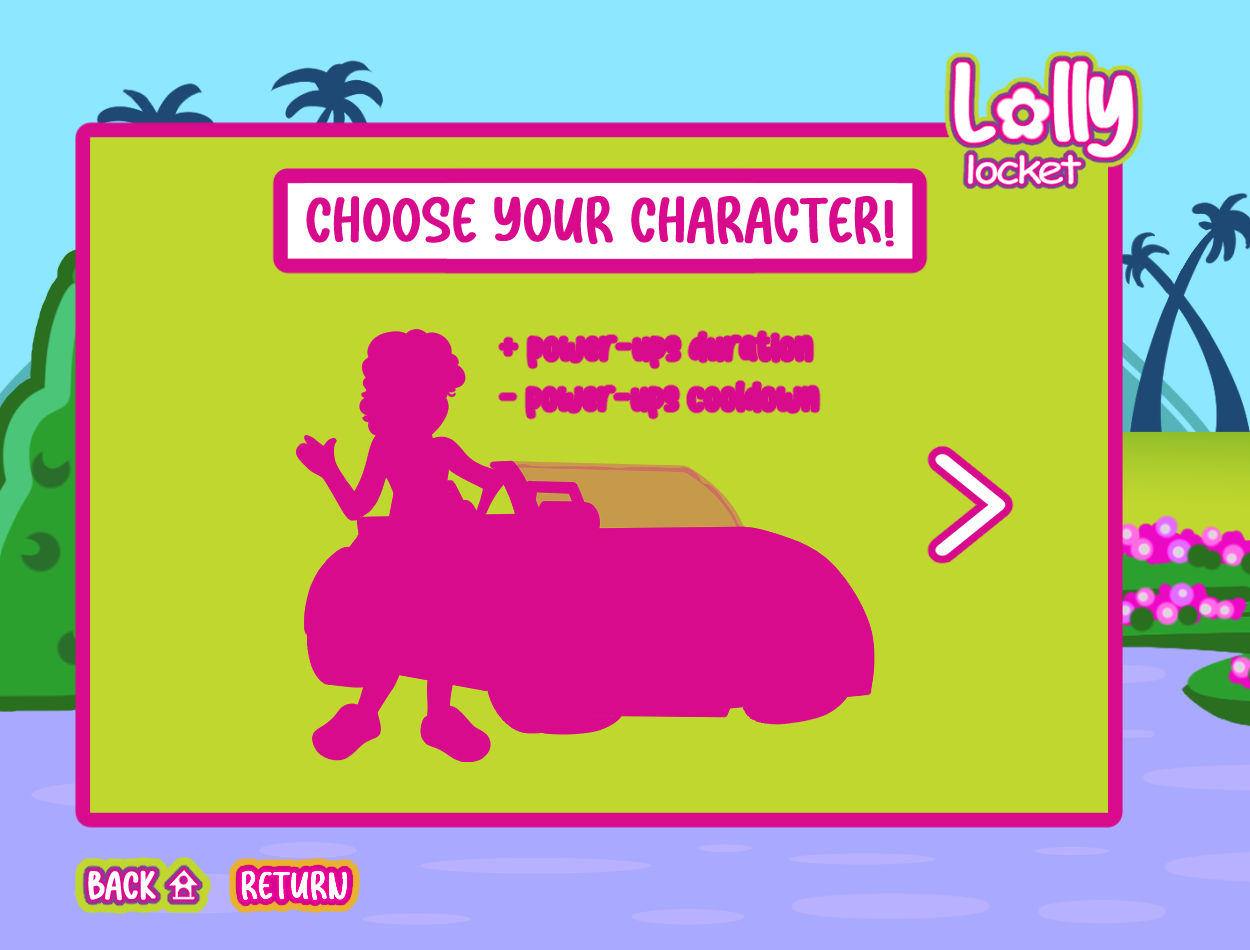 Lolly
locket
CHOOSE YOUR CHARACTER!
+ power-ups duration
- power-ups cooldown
BACK
RETURN